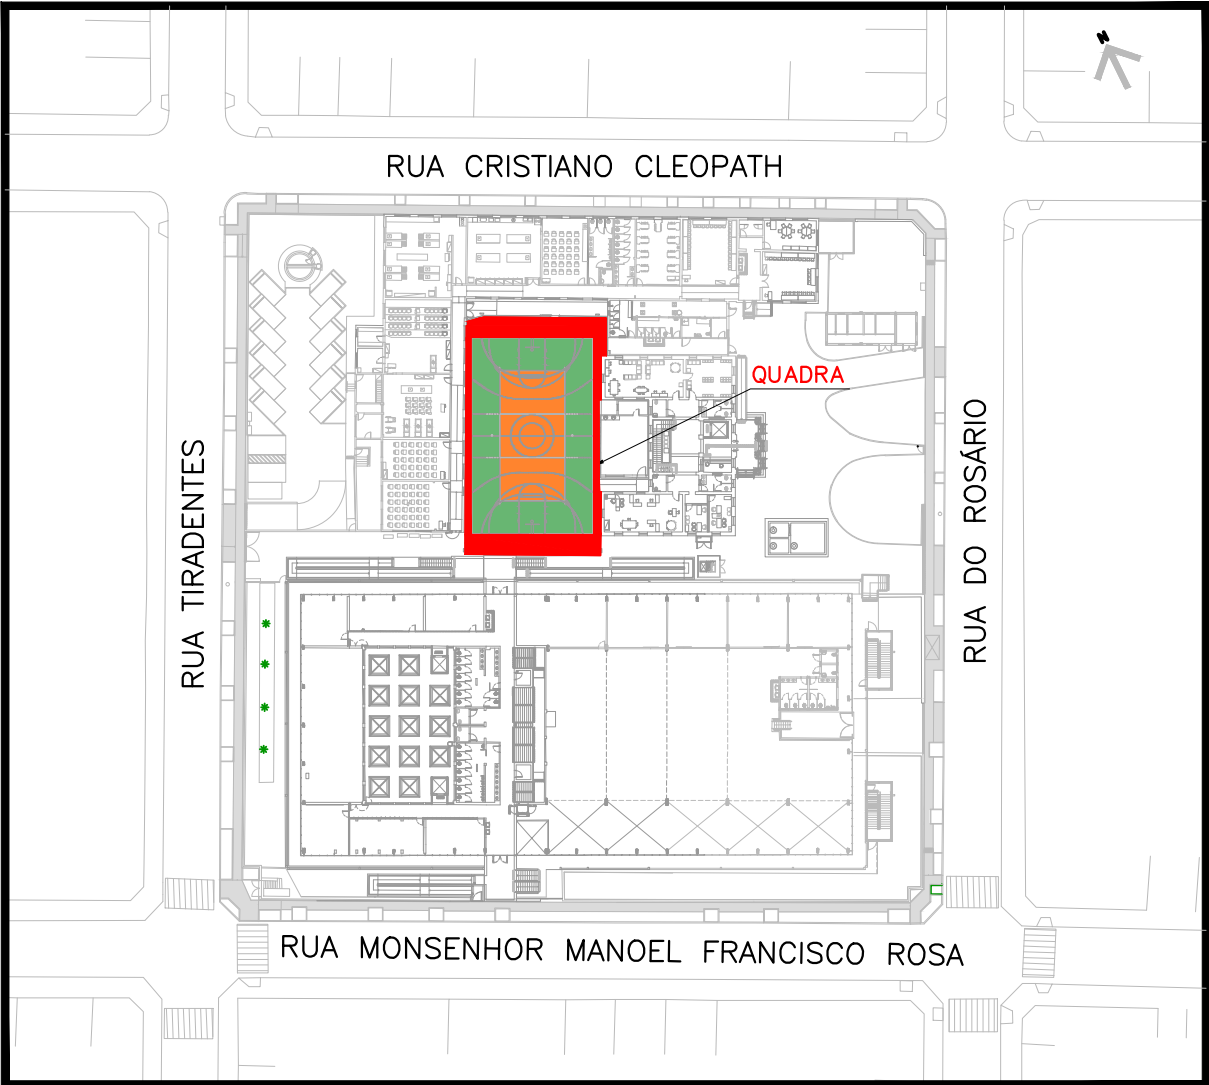 N
RUA CRISTIANO CLEOPATH
QUADRA
RUA TIRADENTES
RUA DO ROSÁRIO
RUA MONSENHOR MANOEL FRANCISCO ROSA